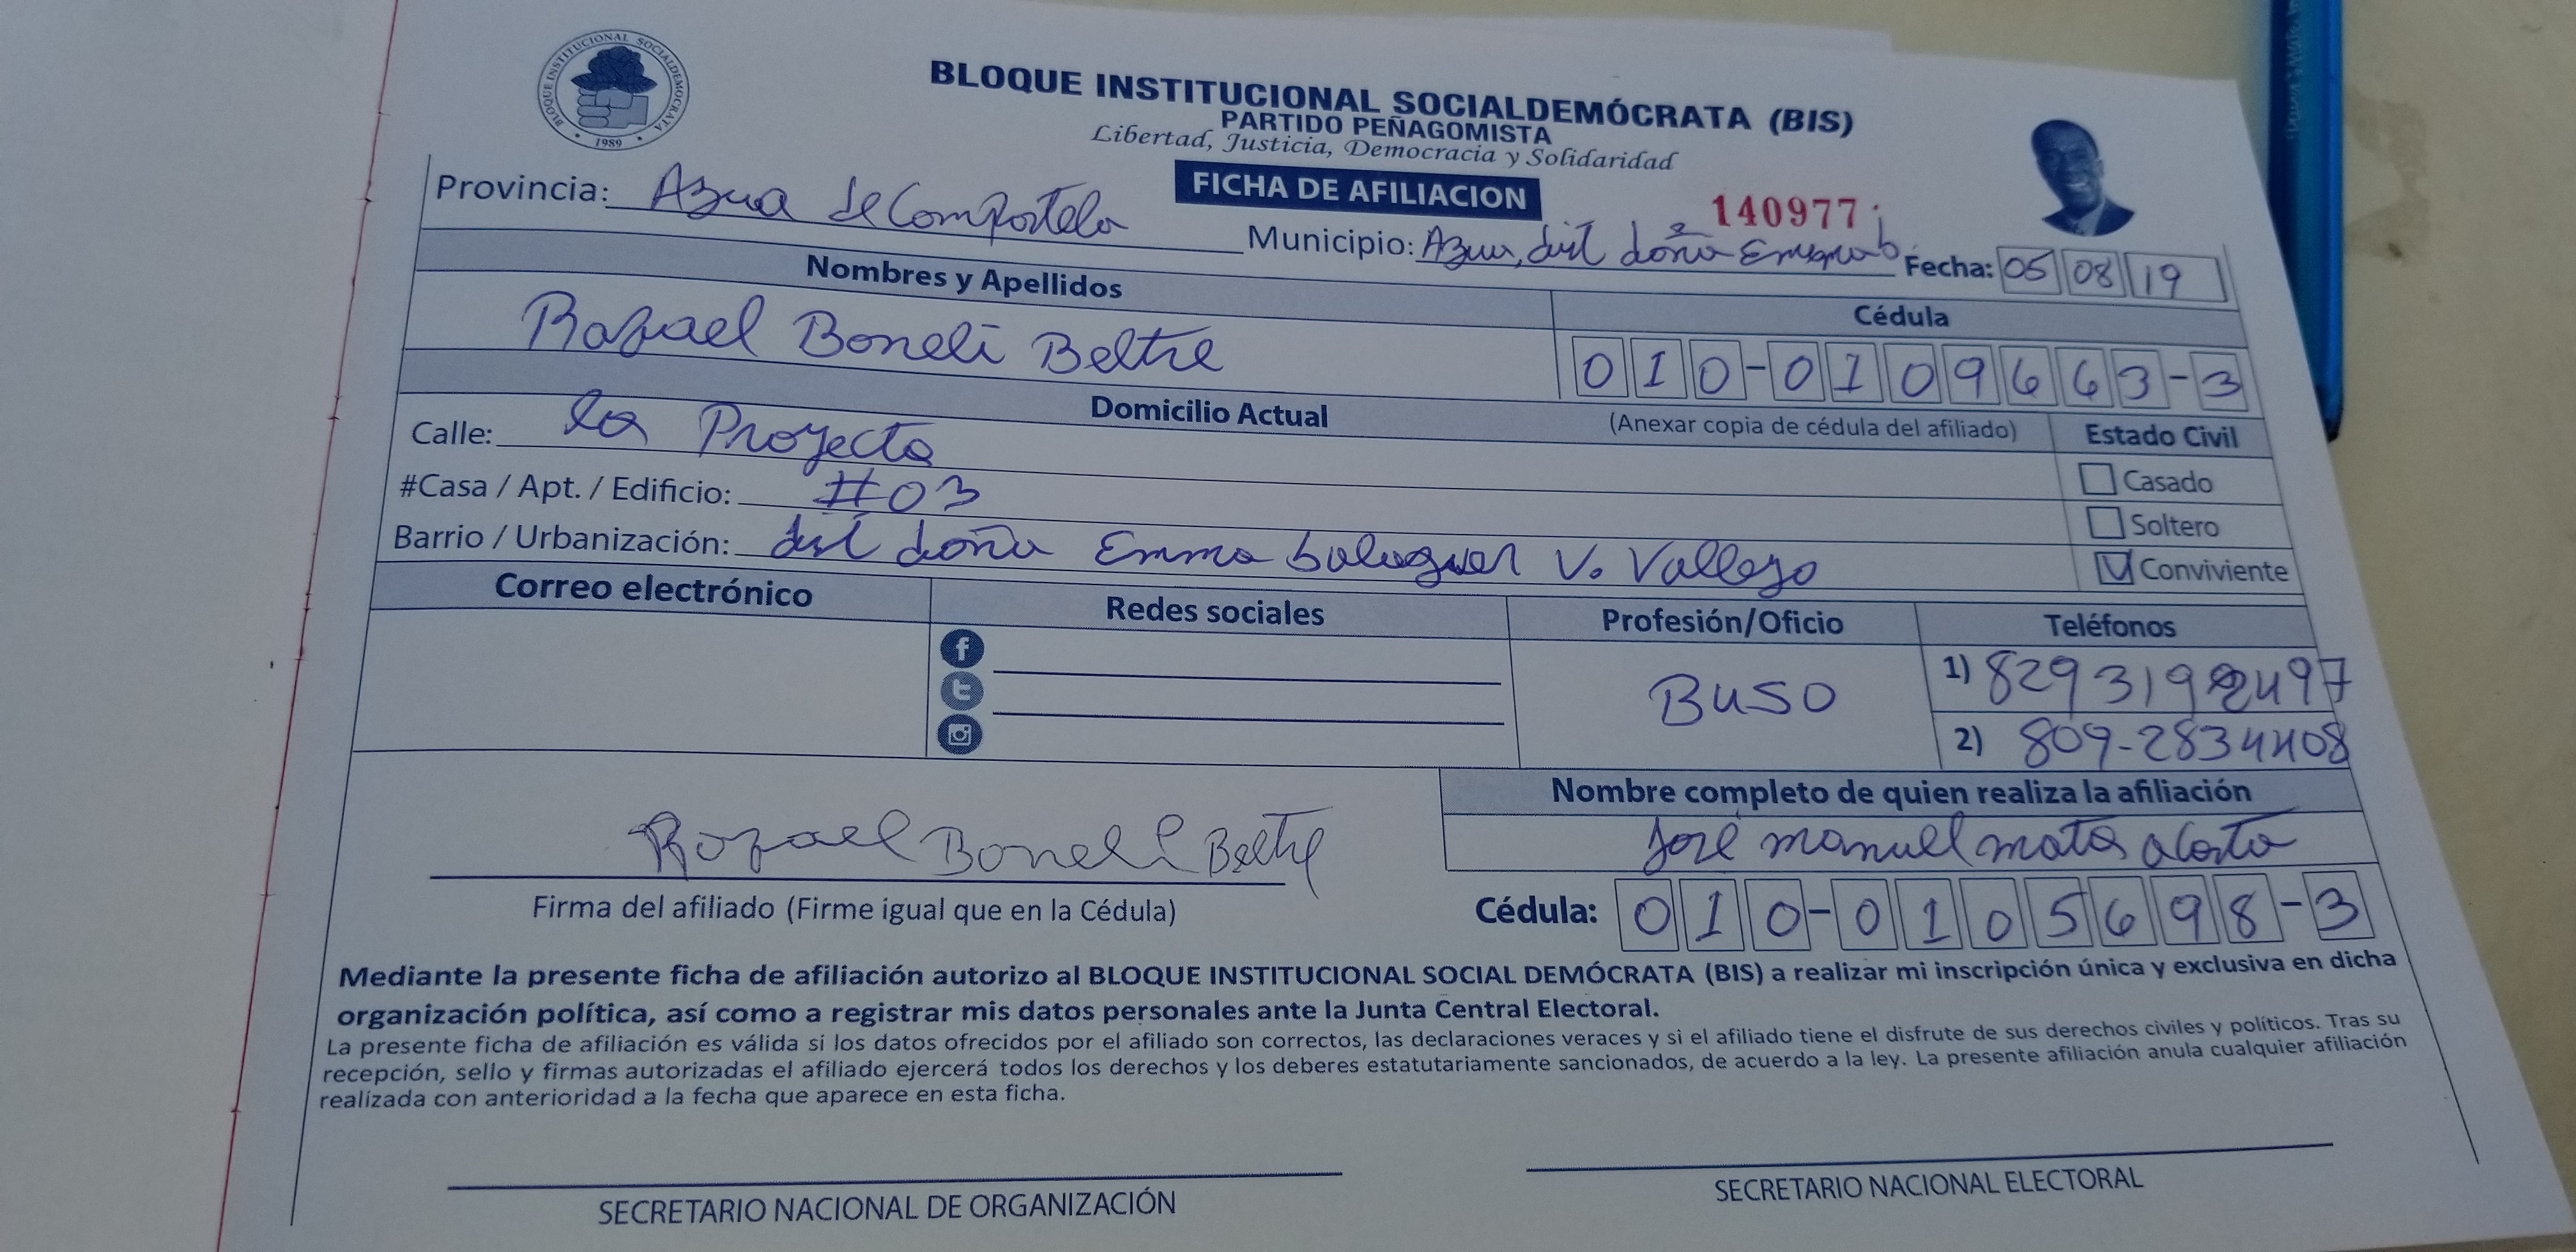 BLOQUE INSTITUCIONAL SOCIALDEMOCRATA
1989
BLOQUE INSTITUCIONAL SOCIALDEMÓCRATA (BIS)
PARTIDO PEÑAGOMISTA
Libertad, Justicia, Democracia y Solidaridad
FICHA DE AFILIACION
140977
Provincia: Azua de Compostela
Municipio: Azua, dist doña Emma b
Fecha: 05 08 19
Nombres y Apellidos
Cédula
Rafael Boneli Beltre
010-0109663-3
Domicilio Actual
(Anexar copia de cédula del afiliado)
Estado Civil
Calle: La Proyecta
Casado
#Casa / Apt. / Edificio: #03
Soltero
Barrio / Urbanización: dist doña Emma balaguer V. Vallejo
Conviviente
Correo electrónico
Redes sociales
Profesión/Oficio
Teléfonos
BUSO
1) 829319
2) 809-2834408
Nombre completo de quien realiza la afiliación
Rafael Boneli Beltre
José manuel mata acosta
Firma del afiliado (Firme igual que en la Cédula)
Cédula: 010-0105698-3
Mediante la presente ficha de afiliación autorizo al BLOQUE INSTITUCIONAL SOCIAL DEMÓCRATA (BIS) a realizar mi inscripción única y exclusiva en dicha
organización política, así como a registrar mis datos personales ante la Junta Central Electoral.
La presente ficha de afiliación es válida si los datos ofrecidos por el afiliado son correctos, las declaraciones veraces y si el afiliado tiene el disfrute de sus derechos civiles y políticos. Tras su
recepción, sello y firmas autorizadas el afiliado ejercerá todos los derechos y los deberes estatutariamente sancionados, de acuerdo a la ley. La presente afiliación anula cualquier afiliación
realizada con anterioridad a la fecha que aparece en esta ficha.
SECRETARIO NACIONAL DE ORGANIZACIÓN
SECRETARIO NACIONAL ELECTORAL